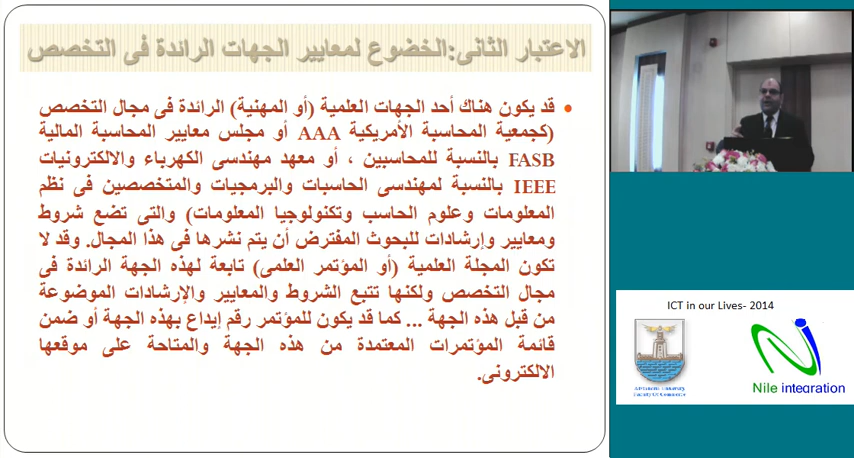 الاعتبار الثانى:الخضوع لمعايير الجهات الرائدة فى التخصص
قد يكون هناك أحد الجهات العلمية (أو المهنية) الرائدة فى مجال التخصص
(كجمعية المحاسبة الأمريكية AAA أو مجلس معايير المحاسبة المالية
FASB بالنسبة للمحاسبين ، أو معهد مهندسى الكهرباء والالكترونيات
IEEE بالنسبة لمهندسى الحاسبات والبرمجيات والمتخصصين فى نظم
المعلومات وعلوم الحاسب وتكنولوجيا المعلومات) والتى تضع شروط
ومعايير وإرشادات للبحوث المفترض أن يتم نشرها فى هذا المجال. وقد لا
تكون المجلة العلمية (أو المؤتمر العلمى) تابعة لهذه الجهة الرائدة فى
مجال التخصص ولكنها تتبع الشروط والمعايير والإرشادات الموضوعة
من قبل هذه الجهة ... كما قد يكون للمؤتمر رقم إيداع بهذه الجهة أو ضمن
قائمة المؤتمرات المعتمدة من هذه الجهة والمتاحة على موقعها
الالكترونى.
ICT in our Lives- 2014
Nile integration
Faculty Of Commerce